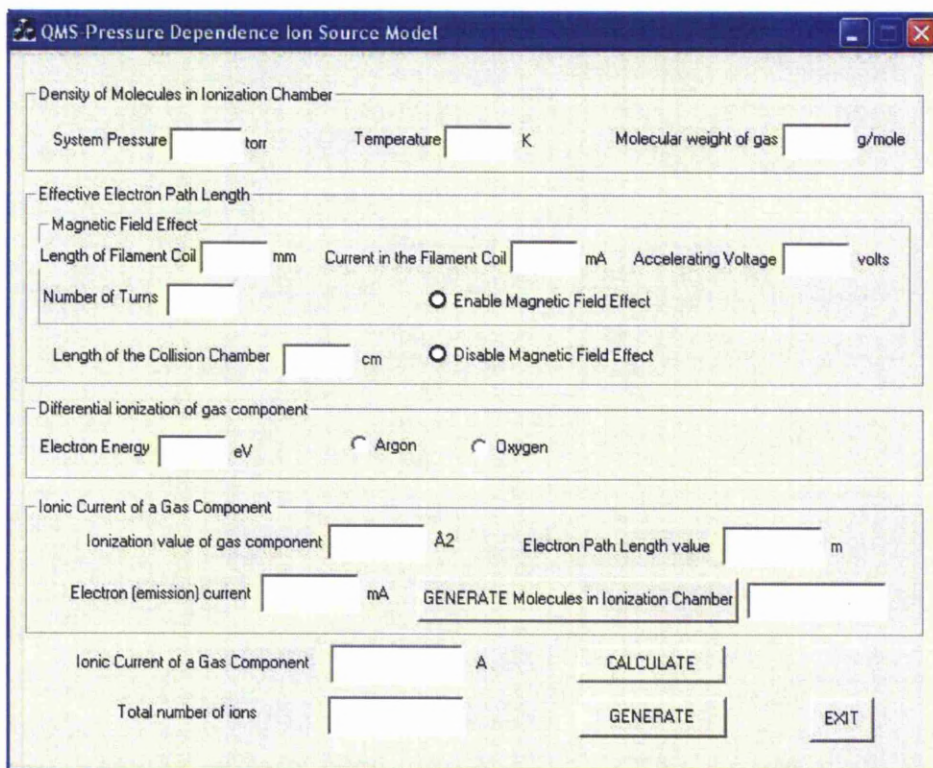 QMS-Pressure Dependence Ion Source Model
Density of Molecules in Ionization Chamber
System Pressure torr Temperature K Molecular weight of gas g/mole
Effective Electron Path Length
Magnetic Field Effect
Length of Filament Coil mm Current in the Filament Coil mA Accelerating Voltage volts
Number of Turns Enable Magnetic Field Effect
Length of the Collision Chamber cm Disable Magnetic Field Effect
Differential ionization of gas component
Electron Energy eV Argon Oxygen
Ionic Current of a Gas Component
Ionization value of gas component Å2 Electron Path Length value m
Electron (emission) current mA GENERATE Molecules in Ionization Chamber
Ionic Current of a Gas Component A CALCULATE
Total number of ions GENERATE EXIT